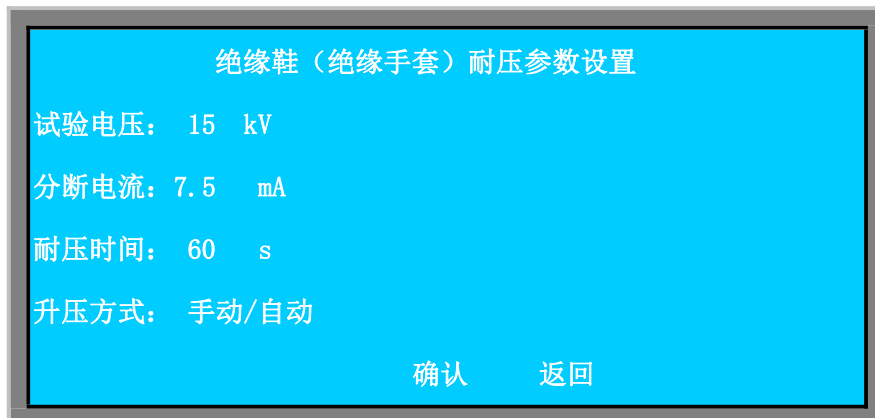 绝缘鞋（绝缘手套）耐压参数设置
试验电压： 15 kV
分断电流：7.5 mA
耐压时间： 60 s
升压方式： 手动/自动
确认 返回